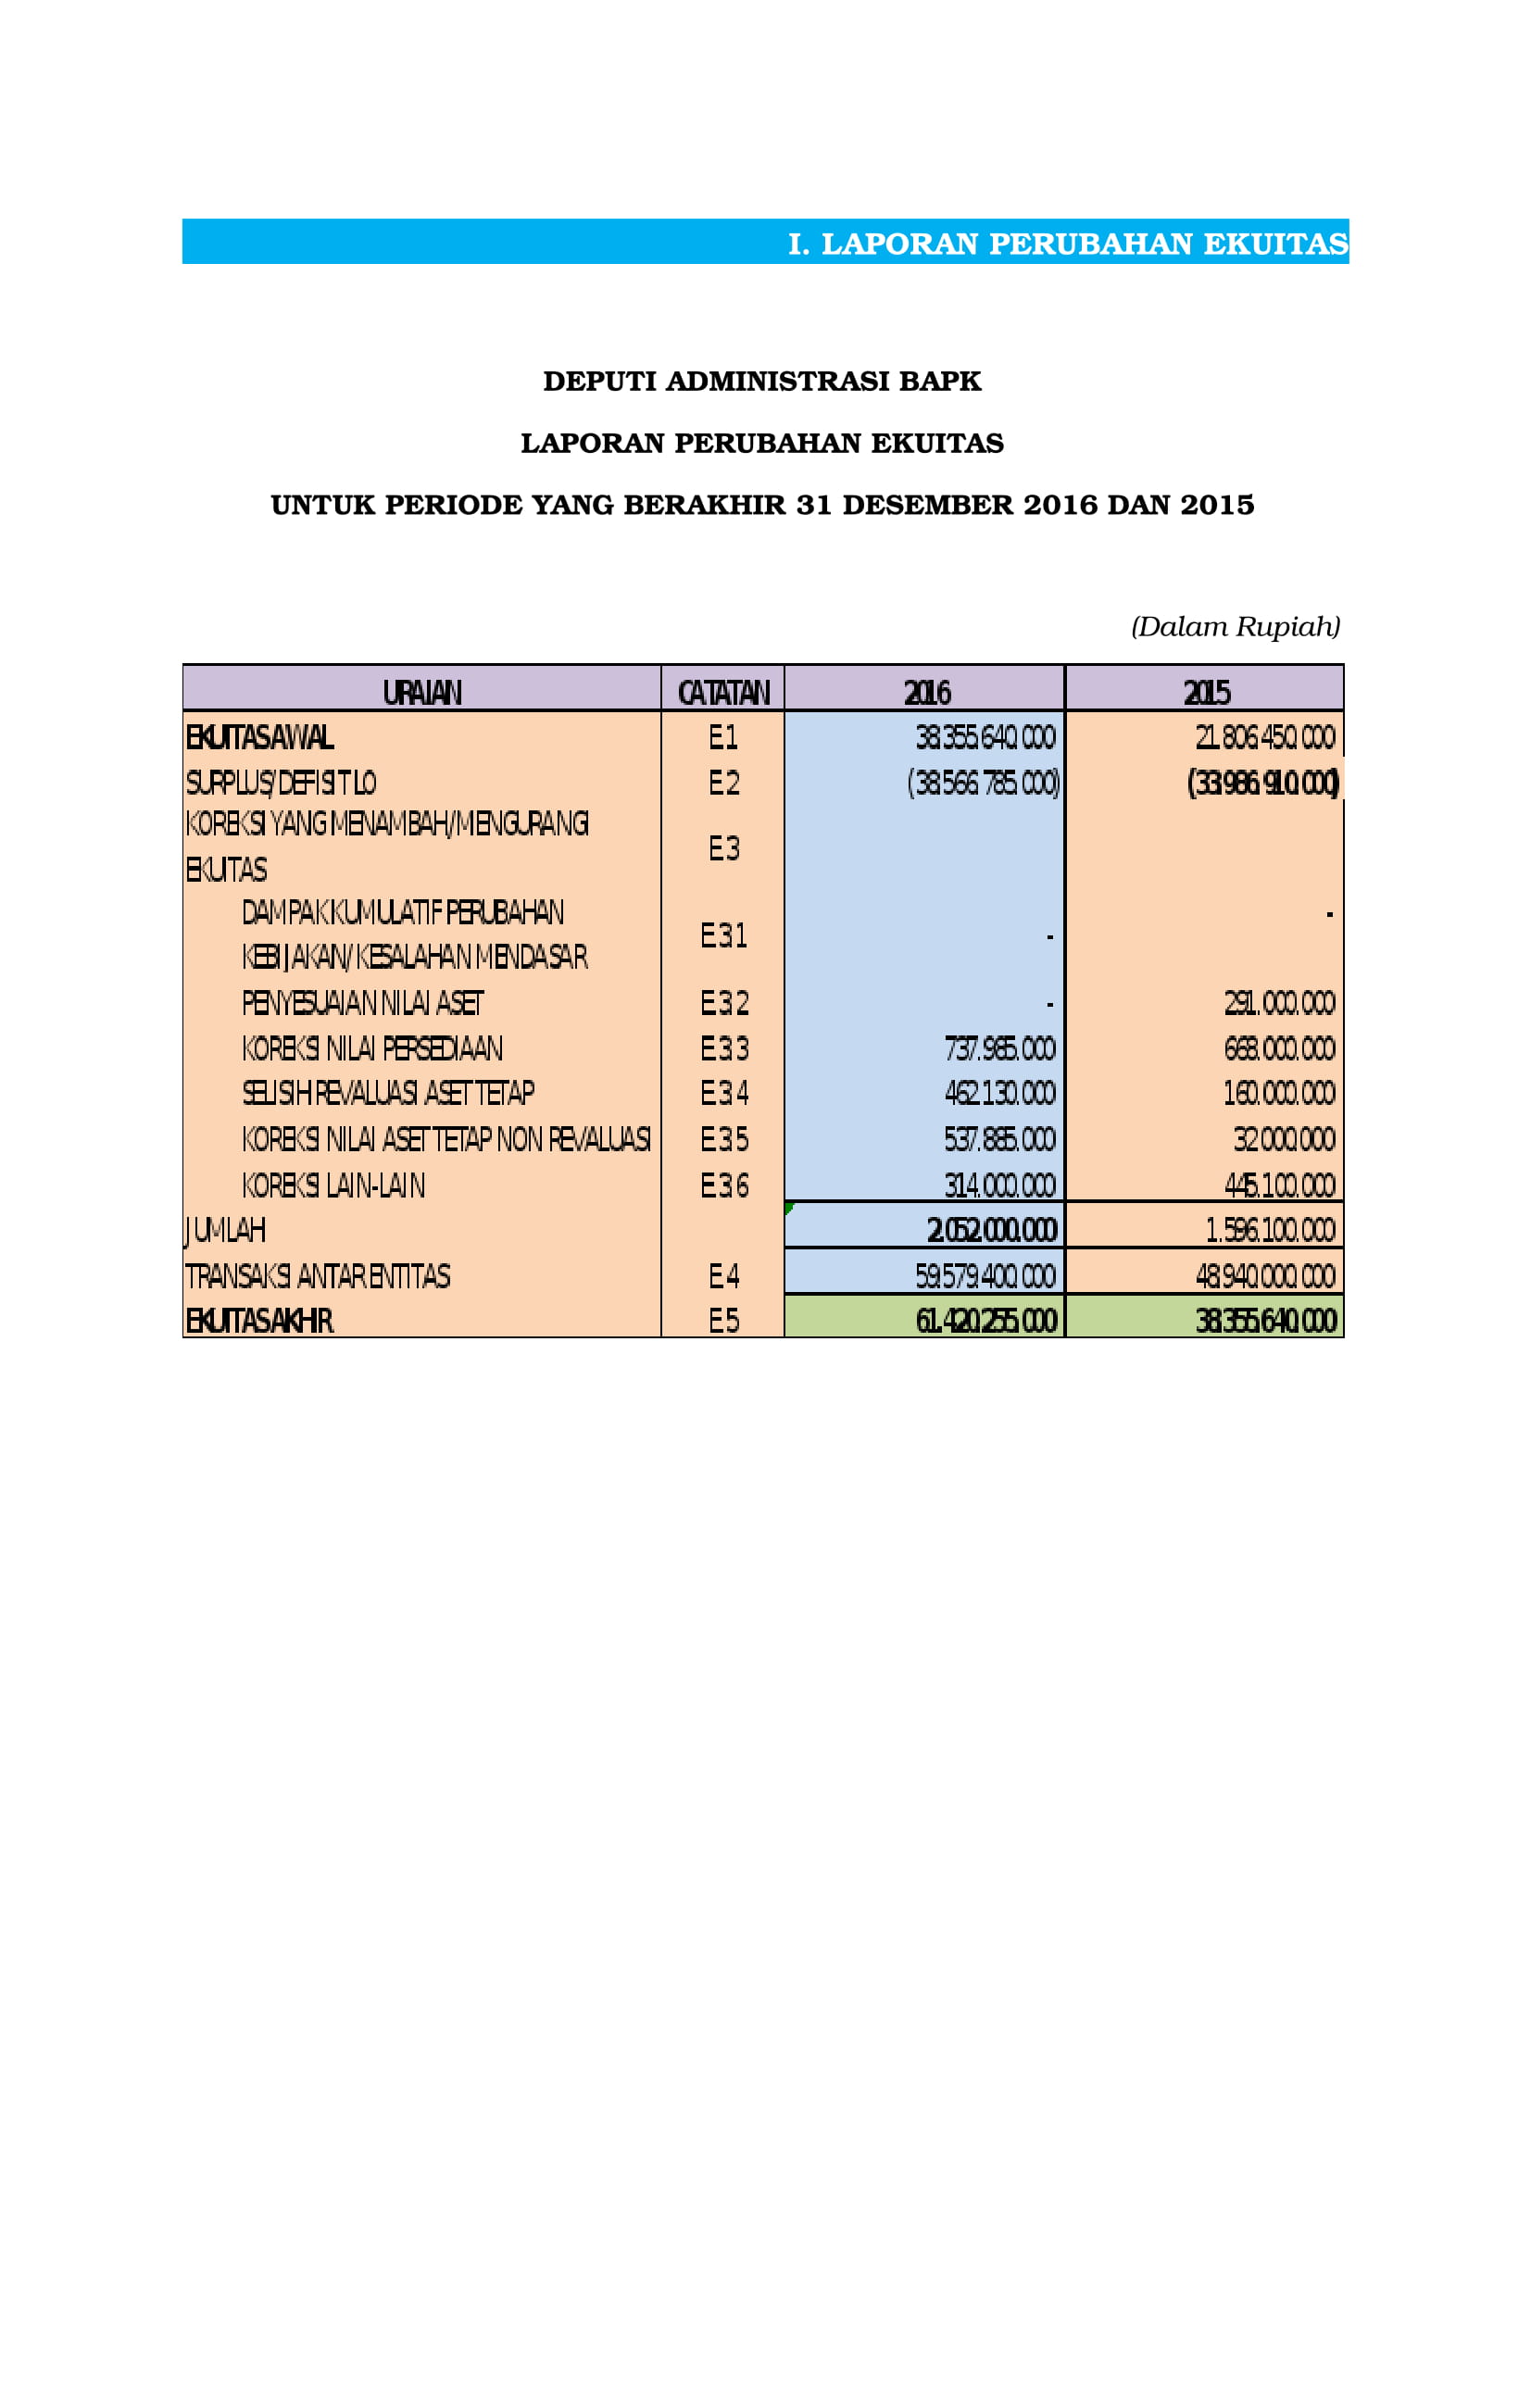 I. LAPORAN PERUBAHAN EKUITAS
DEPUTI ADMINISTRASI BAPK
LAPORAN PERUBAHAN EKUITAS
UNTUK PERIODE YANG BERAKHIR 31 DESEMBER 2016 DAN 2015
(Dalam Rupiah)
URAIAN CATATAN 2016 2015
EKUITAS AWAL E.1 38.355.640.000 21.806.450.000
SURPLUS/DEFISIT LO E.2 (38.566.785.000) (33.986.910.000)
KOREKSI YANG MENAMBAH/MENGURANGI
EKUITAS E.3
DAMPAK KUMULATIF PERUBAHAN
KEBIJAKAN/KESALAHAN MENDASAR E.3.1 - -
PENYESUAIAN NILAI ASET E.3.2 - 291.000.000
KOREKSI NILAI PERSEDIAAN E.3.3 737.985.000 668.000.000
SELISIH REVALUASI ASET TETAP E.3.4 462.130.000 160.000.000
KOREKSI NILAI ASET TETAP NON REVALUASI E.3.5 537.885.000 32.000.000
KOREKSI LAIN-LAIN E.3.6 314.000.000 445.100.000
JUMLAH 2.052.000.000 1.596.100.000
TRANSAKSI ANTAR ENTITAS E.4 59.579.400.000 48.940.000.000
EKUITAS AKHIR E.5 61.420.255.000 38.355.640.000